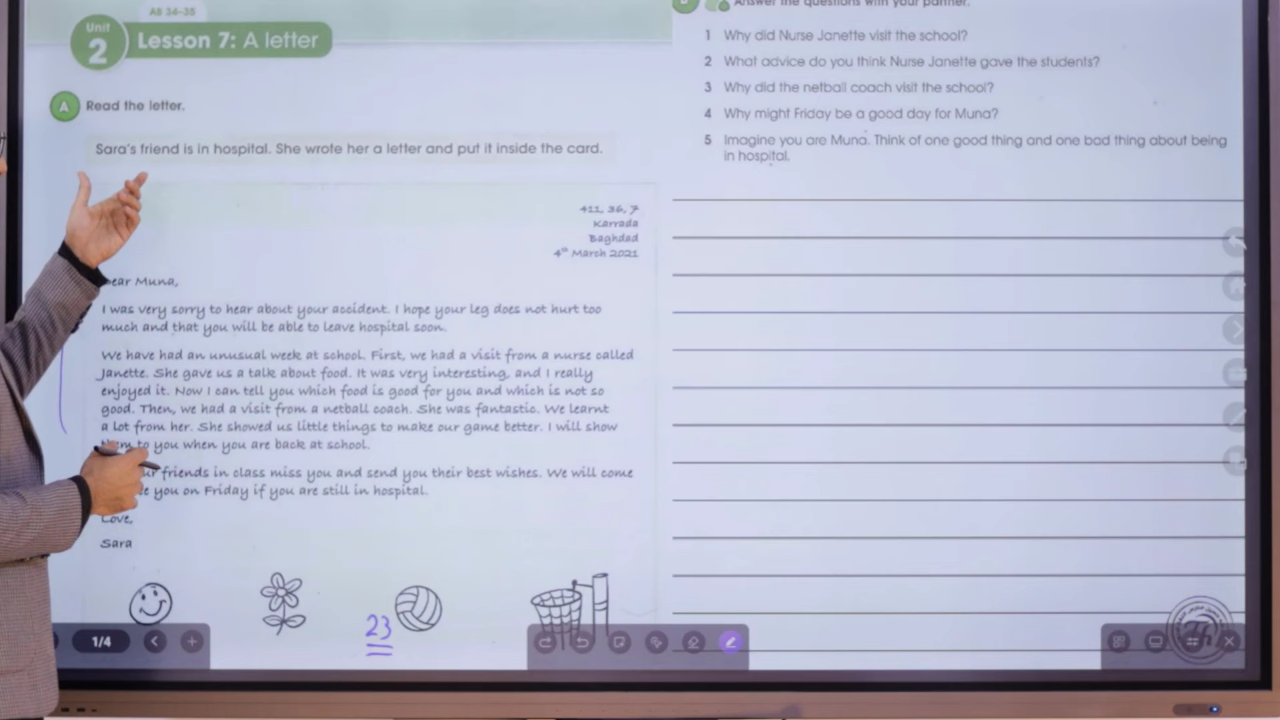 AB 34-35
Unit
2
Lesson 7: A letter
A
Read the letter.
Sara's friend is in hospital. She wrote her a letter and put it inside the card.
411, 36, 7
Karrada
Baghdad
4th March 2021
ear Muna,
I was very sorry to hear about your accident. I hope your leg does not hurt too
much and that you will be able to leave hospital soon.
We have had an unusual week at school. First, we had a visit from a nurse called
Janette. She gave us a talk about food. It was very interesting, and I really
enjoyed it. Now I can tell you which food is good for you and which is not so
good. Then, we had a visit from a netball coach. She was fantastic. We learnt
a lot from her. She showed us little things to make our game better. I will show
them to you when you are back at school.
ur friends in class miss you and send you their best wishes. We will come
e you on Friday if you are still in hospital.
Love,
Sara
23
1/4
Answer the questions with your partner.
1 Why did Nurse Janette visit the school?
2 What advice do you think Nurse Janette gave the students?
3 Why did the netball coach visit the school?
4 Why might Friday be a good day for Muna?
5 Imagine you are Muna. Think of one good thing and one bad thing about being
in hospital.